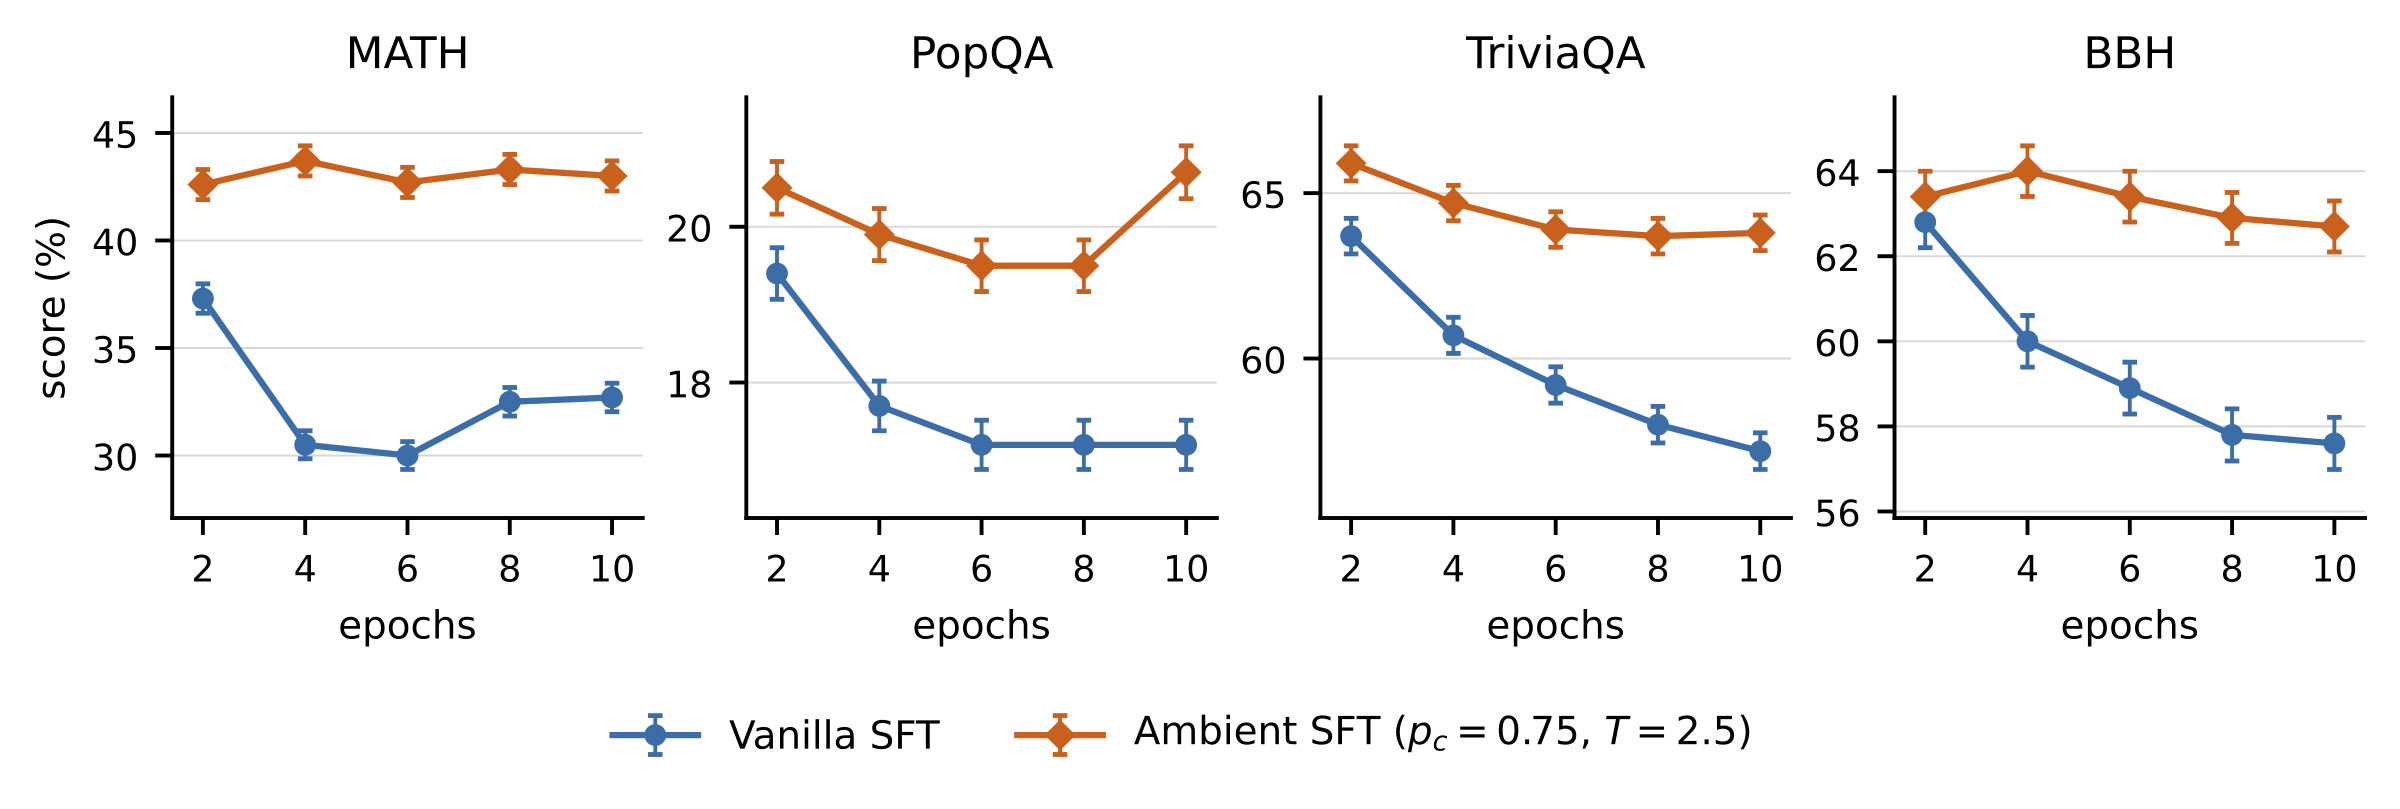 MATH
PopQA
TriviaQA
BBH
score (%)
45
40
35
30
2 4 6 8 10
epochs
20
18
2 4 6 8 10
epochs
65
60
2 4 6 8 10
epochs
64
62
60
58
56
2 4 6 8 10
epochs
Vanilla SFT
Ambient SFT (p_c = 0.75, T = 2.5)